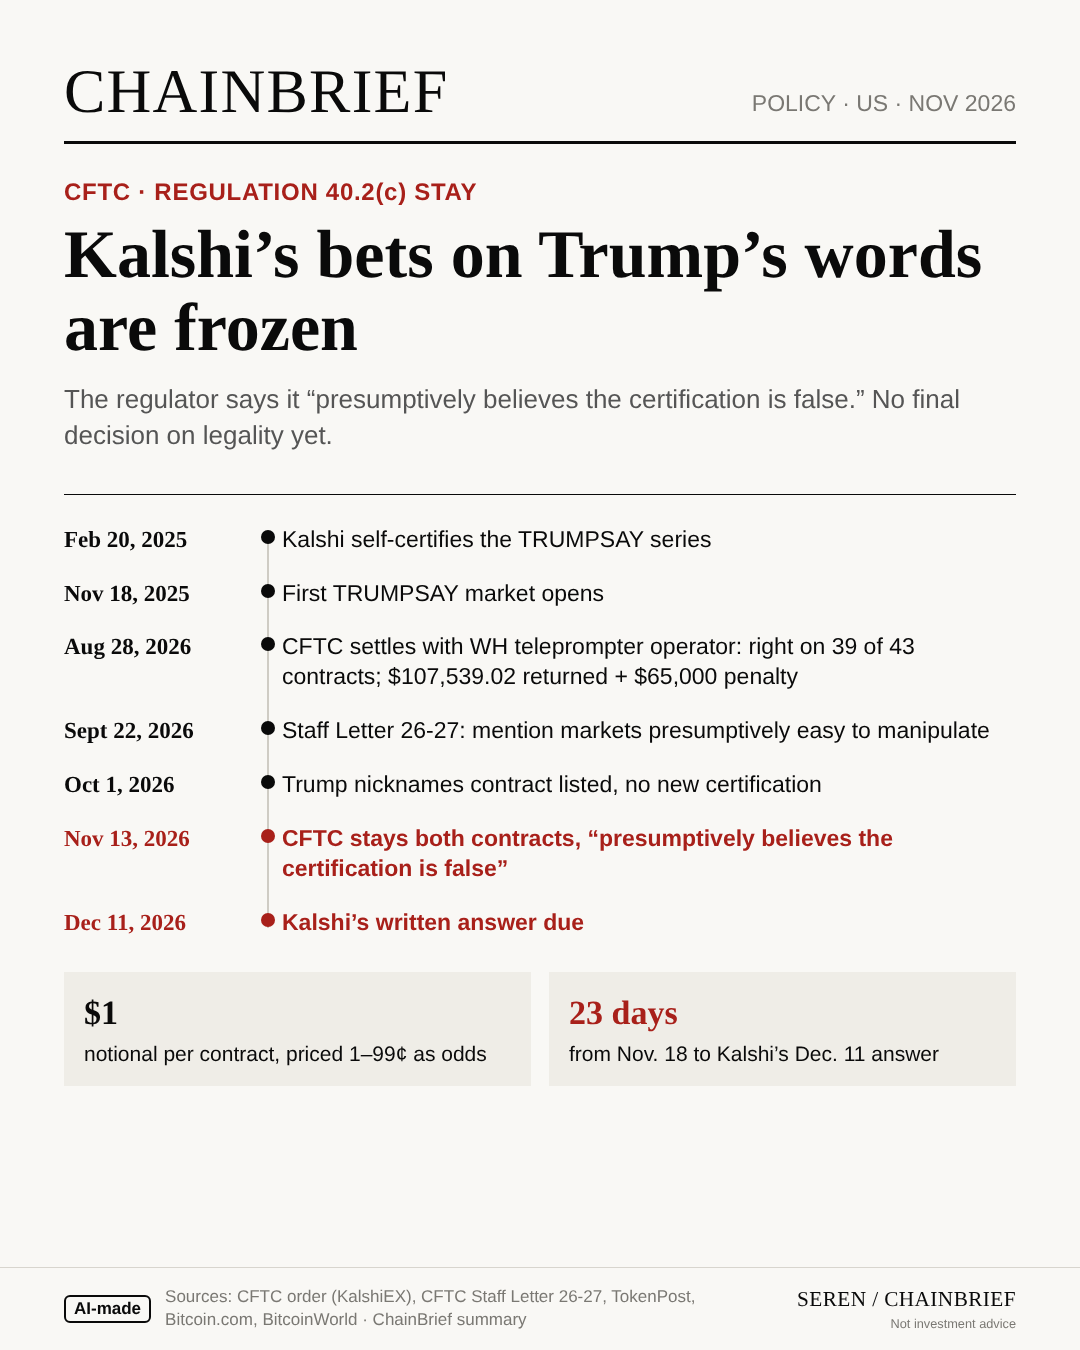 CHAINBRIEF
POLICY · US · NOV 2026
CFTC · REGULATION 40.2(c) STAY
Kalshi’s bets on Trump’s words
are frozen
The regulator says it “presumptively believes the certification is false.” No final
decision on legality yet.
Feb 20, 2025
Kalshi self-certifies the TRUMPSAY series
Nov 18, 2025
First TRUMPSAY market opens
Aug 28, 2026
CFTC settles with WH teleprompter operator: right on 39 of 43
contracts; $107,539.02 returned + $65,000 penalty
Sept 22, 2026
Staff Letter 26-27: mention markets presumptively easy to manipulate
Oct 1, 2026
Trump nicknames contract listed, no new certification
Nov 13, 2026
CFTC stays both contracts, “presumptively believes the
certification is false”
Dec 11, 2026
Kalshi’s written answer due
$1
notional per contract, priced 1–99¢ as odds
23 days
from Nov. 18 to Kalshi’s Dec. 11 answer
AI-made
Sources: CFTC order (KalshiEX), CFTC Staff Letter 26-27, TokenPost,
Bitcoin.com, BitcoinWorld · ChainBrief summary
SEREN / CHAINBRIEF
Not investment advice